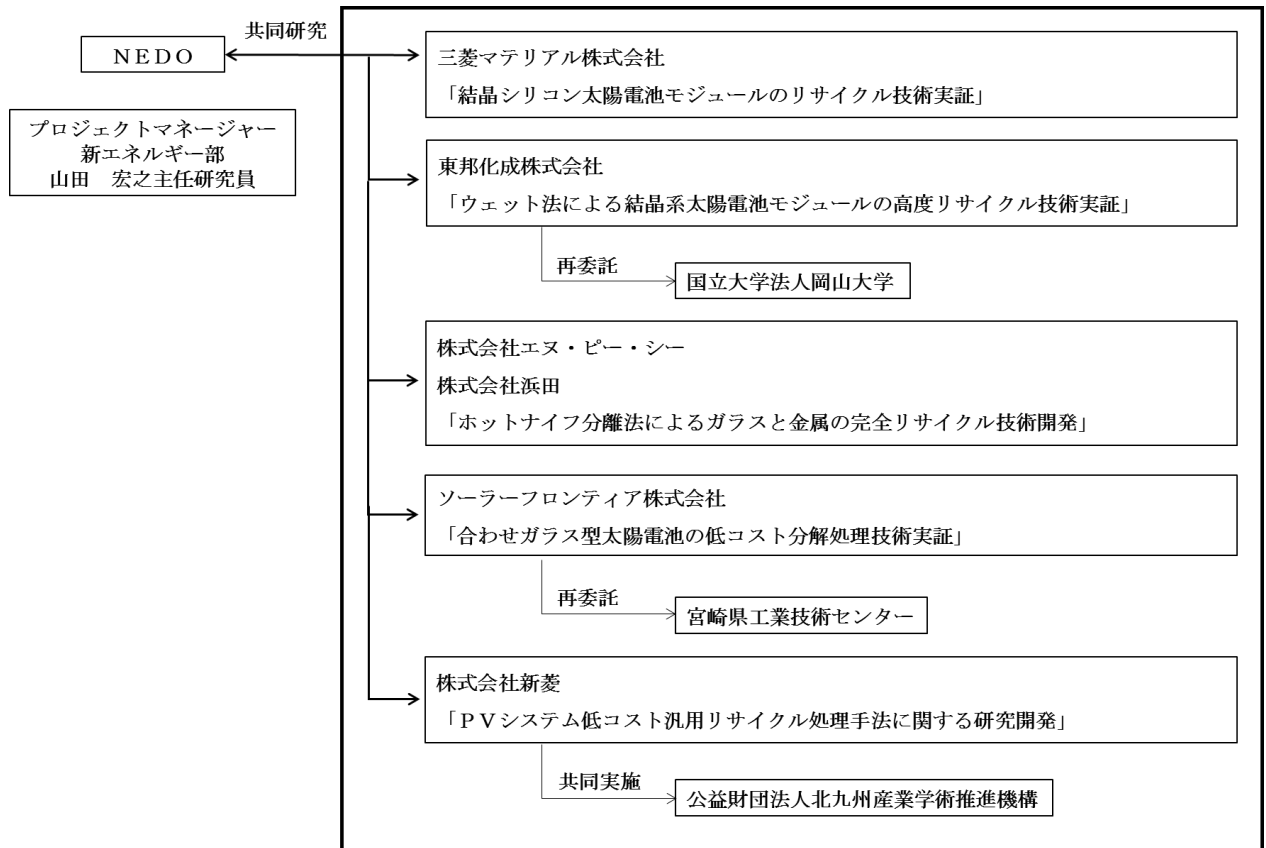 共同研究
ＮＥＤＯ
プロジェクトマネージャー
新エネルギー部
山田　宏之主任研究員
三菱マテリアル株式会社
「結晶シリコン太陽電池モジュールのリサイクル技術実証」
東邦化成株式会社
「ウェット法による結晶系太陽電池モジュールの高度リサイクル技術実証」
再委託
国立大学法人岡山大学
株式会社エヌ・ピー・シー
株式会社浜田
「ホットナイフ分離法によるガラスと金属の完全リサイクル技術開発」
ソーラーフロンティア株式会社
「合わせガラス型太陽電池の低コスト分解処理技術実証」
再委託
宮崎県工業技術センター
株式会社新菱
「ＰＶシステム低コスト汎用リサイクル処理手法に関する研究開発」
共同実施
公益財団法人北九州産業学術推進機構